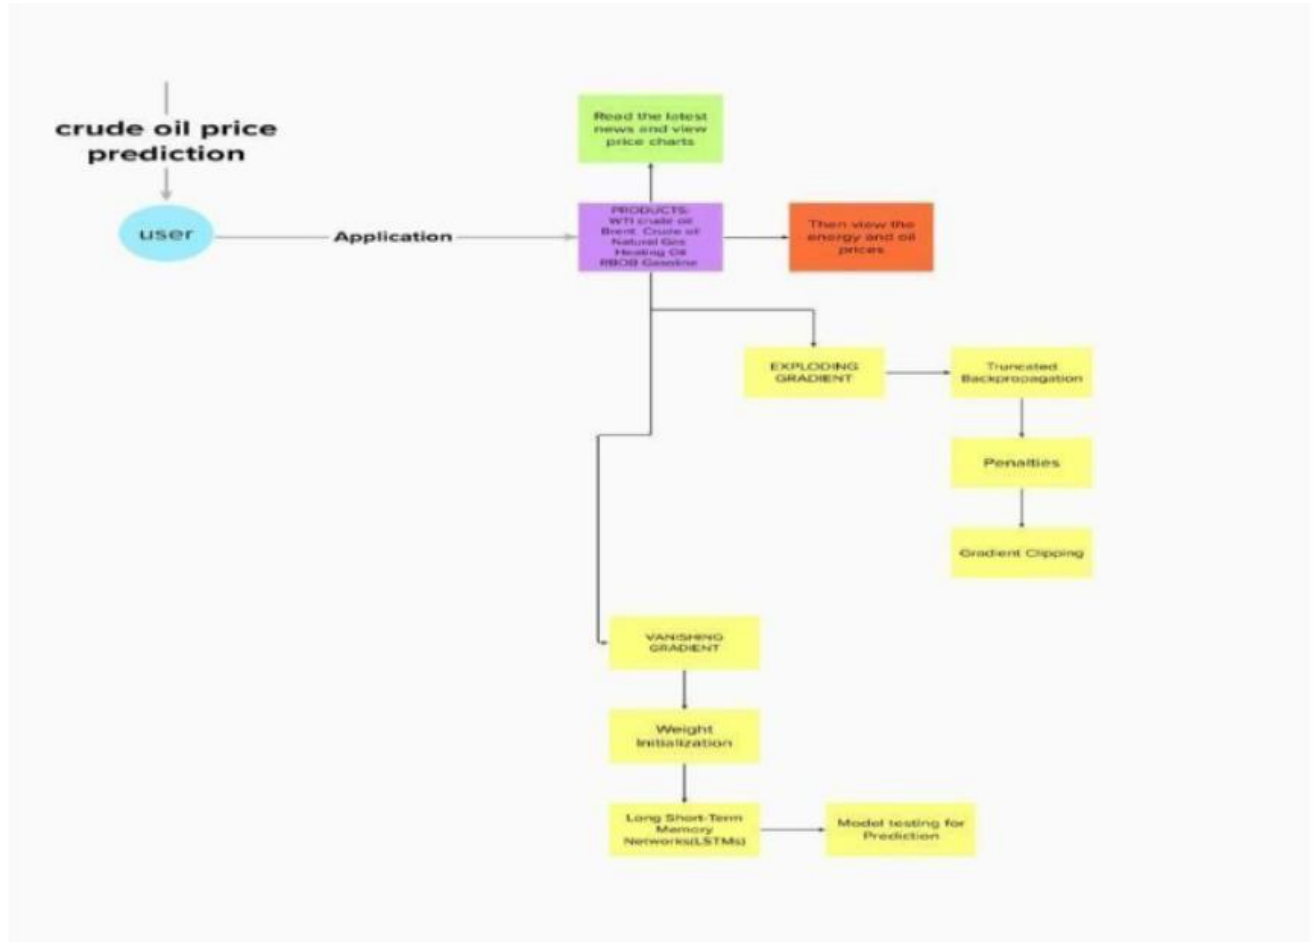 crude oil price
prediction
user
Application
Read the latest
news and view
price charts
PRODUCTS:
WTI crude oil
Brent Crude oil
Natural Gas
Heating Oil
RBOB Gasoline
Then view the
energy and oil
prices
EXPLODING
GRADIENT
Truncated
Backpropagation
Penalties
Gradient Clipping
VANISHING
GRADIENT
Weight
Initialization
Long Short-Term
Memory
Networks(LSTMs)
Model testing for
Prediction